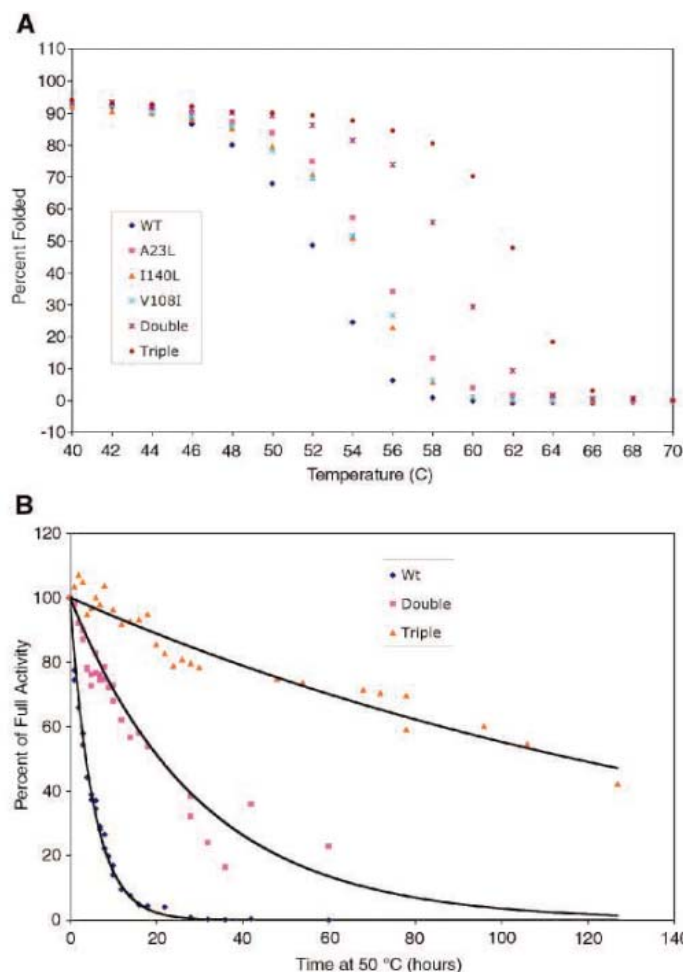 A
110
100
90
80
70
60
50
40
30
20
10
0
-10
Percent Folded
WT
A23L
I140L
V108I
Double
Triple
40 42 44 46 48 50 52 54 56 58 60 62 64 66 68 70
Temperature (C)
B
120
100
80
60
40
20
0
Percent of Full Activity
Wt
Double
Triple
0 20 40 60 80 100 120 140
Time at 50 °C (hours)